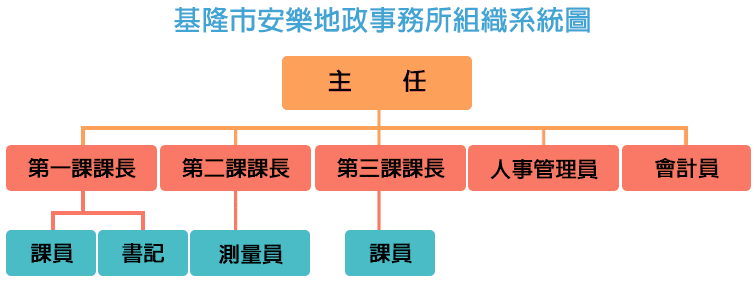 基隆市安樂地政事務所組織系統圖
主 任
第一課課長 第二課課長 第三課課長 人事管理員 會計員
課員 書記 測量員 課員